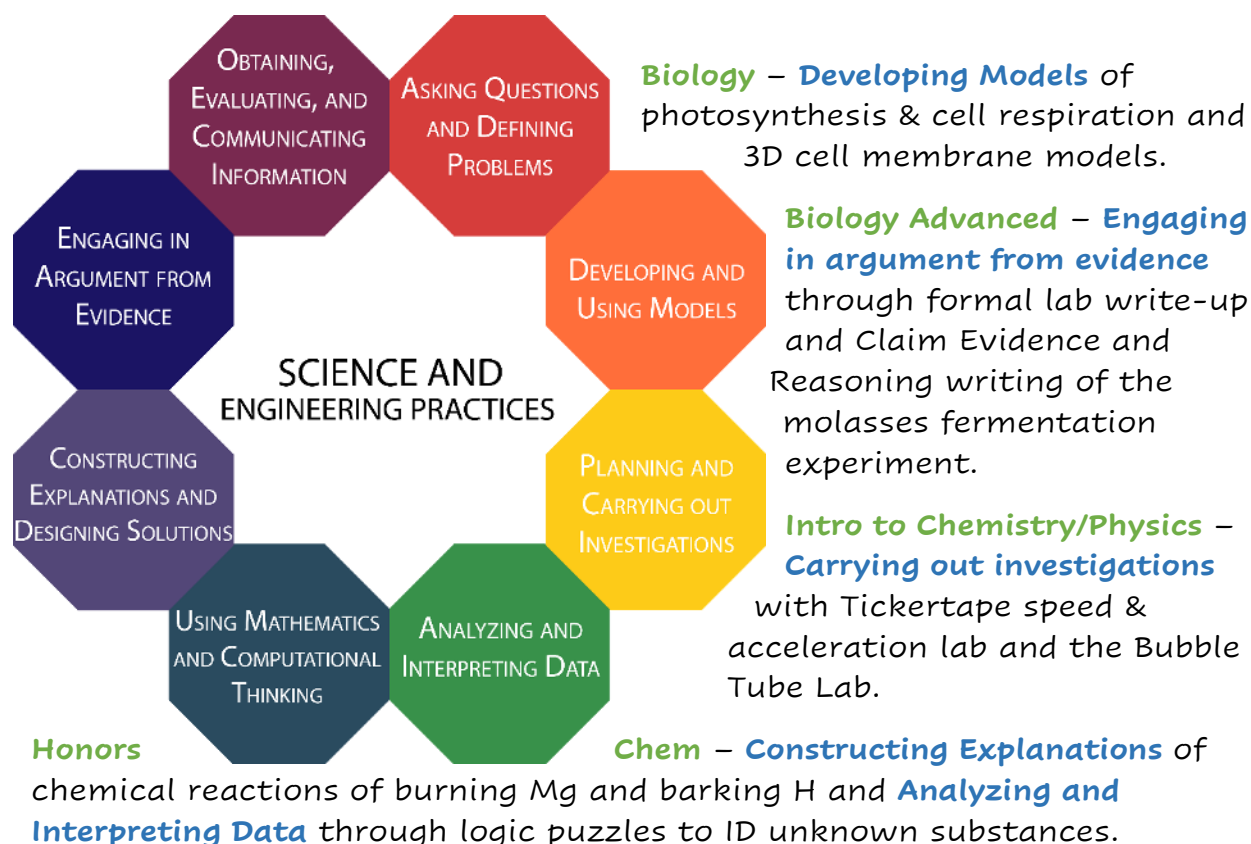 OBTAINING,
EVALUATING, AND
COMMUNICATING
INFORMATION
ASKING QUESTIONS
AND DEFINING
PROBLEMS
DEVELOPING AND
USING MODELS
PLANNING AND
CARRYING OUT
INVESTIGATIONS
ANALYZING AND
INTERPRETING DATA
USING MATHEMATICS
AND COMPUTATIONAL
THINKING
CONSTRUCTING
EXPLANATIONS AND
DESIGNING SOLUTIONS
ENGAGING IN
ARGUMENT FROM
EVIDENCE
SCIENCE AND
ENGINEERING PRACTICES
Biology – Developing Models of
photosynthesis & cell respiration and
3D cell membrane models.
Biology Advanced – Engaging
in argument from evidence
through formal lab write-up
and Claim Evidence and
Reasoning writing of the
molasses fermentation
experiment.
Intro to Chemistry/Physics –
Carrying out investigations
with Tickertape speed &
acceleration lab and the Bubble
Tube Lab.
Honors Chem – Constructing Explanations of
chemical reactions of burning Mg and barking H and Analyzing and
Interpreting Data through logic puzzles to ID unknown substances.